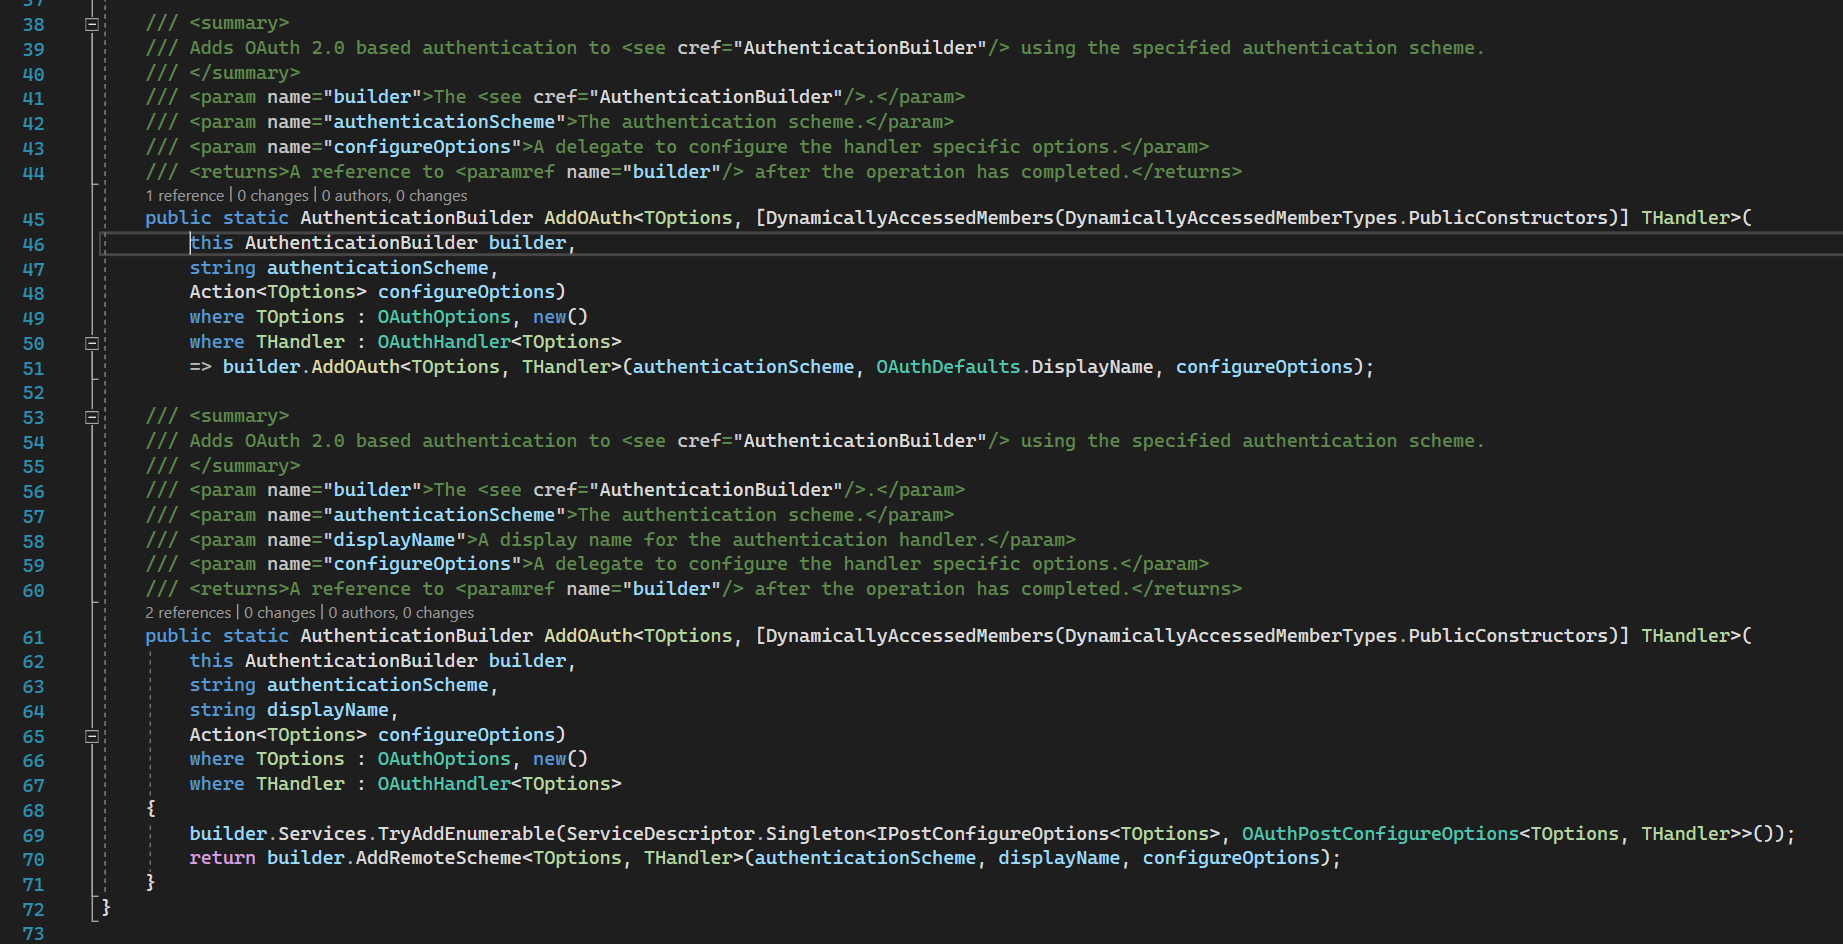 37
38 /// <summary>
39 /// Adds OAuth 2.0 based authentication to <see cref="AuthenticationBuilder"/> using the specified authentication scheme.
40 /// </summary>
41 /// <param name="builder">The <see cref="AuthenticationBuilder"/>.</param>
42 /// <param name="authenticationScheme">The authentication scheme.</param>
43 /// <param name="configureOptions">A delegate to configure the handler specific options.</param>
44 /// <returns>A reference to <paramref name="builder"/> after the operation has completed.</returns>
1 reference | 0 changes | 0 authors, 0 changes
45 public static AuthenticationBuilder AddOAuth<TOptions, [DynamicallyAccessedMembers(DynamicallyAccessedMemberTypes.PublicConstructors)] THandler>(
46 this AuthenticationBuilder builder,
47 string authenticationScheme,
48 Action<TOptions> configureOptions)
49 where TOptions : OAuthOptions, new()
50 where THandler : OAuthHandler<TOptions>
51 => builder.AddOAuth<TOptions, THandler>(authenticationScheme, OAuthDefaults.DisplayName, configureOptions);
52
53 /// <summary>
54 /// Adds OAuth 2.0 based authentication to <see cref="AuthenticationBuilder"/> using the specified authentication scheme.
55 /// </summary>
56 /// <param name="builder">The <see cref="AuthenticationBuilder"/>.</param>
57 /// <param name="authenticationScheme">The authentication scheme.</param>
58 /// <param name="displayName">A display name for the authentication handler.</param>
59 /// <param name="configureOptions">A delegate to configure the handler specific options.</param>
60 /// <returns>A reference to <paramref name="builder"/> after the operation has completed.</returns>
2 references | 0 changes | 0 authors, 0 changes
61 public static AuthenticationBuilder AddOAuth<TOptions, [DynamicallyAccessedMembers(DynamicallyAccessedMemberTypes.PublicConstructors)] THandler>(
62 this AuthenticationBuilder builder,
63 string authenticationScheme,
64 string displayName,
65 Action<TOptions> configureOptions)
66 where TOptions : OAuthOptions, new()
67 where THandler : OAuthHandler<TOptions>
68 {
69 builder.Services.TryAddEnumerable(ServiceDescriptor.Singleton<IPostConfigureOptions<TOptions>, OAuthPostConfigureOptions<TOptions, THandler>>());
70 return builder.AddRemoteScheme<TOptions, THandler>(authenticationScheme, displayName, configureOptions);
71 }
72 }
73